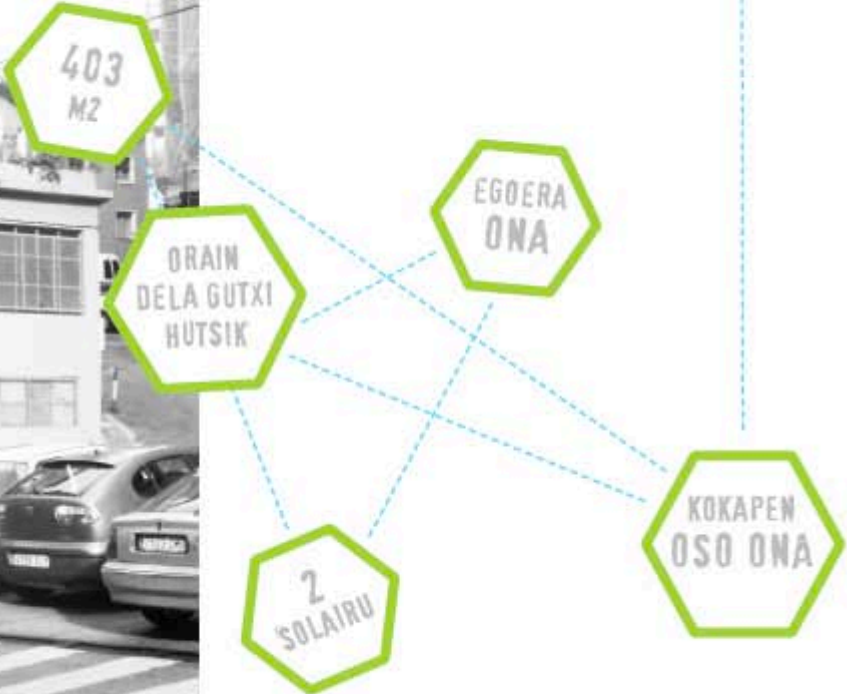 403
M2
EGOERA
ONA
ORAIN
DELA GUTXI
HUTSIK
KOKAPEN
OSO ONA
2
SOLAIRU